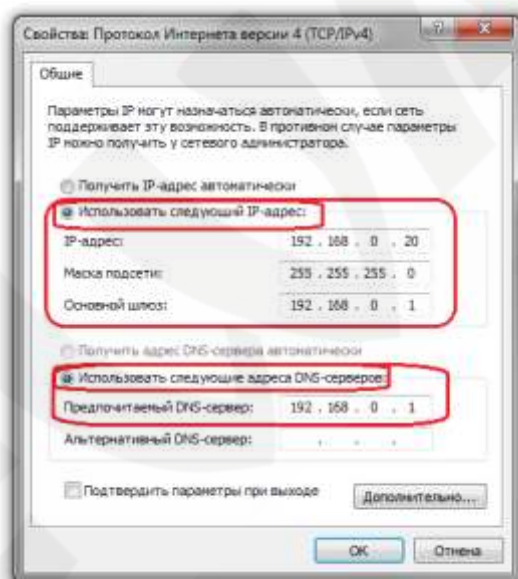 Свойства: Протокол Интернета версии 4 (TCP/IPv4)
Общие
Параметры IP могут назначаться автоматически, если сеть
поддерживает эту возможность. В противном случае параметры
IP можно получить у сетевого администратора.
Получить IP-адрес автоматически
Использовать следующий IP-адрес:
IP-адрес: 192 . 168 . 0 . 20
Маска подсети: 255 . 255 . 255 . 0
Основной шлюз: 192 . 168 . 0 . 1
Получить адрес DNS-сервера автоматически
Использовать следующие адреса DNS-серверов:
Предпочитаемый DNS-сервер: 192 . 168 . 0 . 1
Альтернативный DNS-сервер: . . .
Подтвердить параметры при выходе
Дополнительно...
ОК Отмена